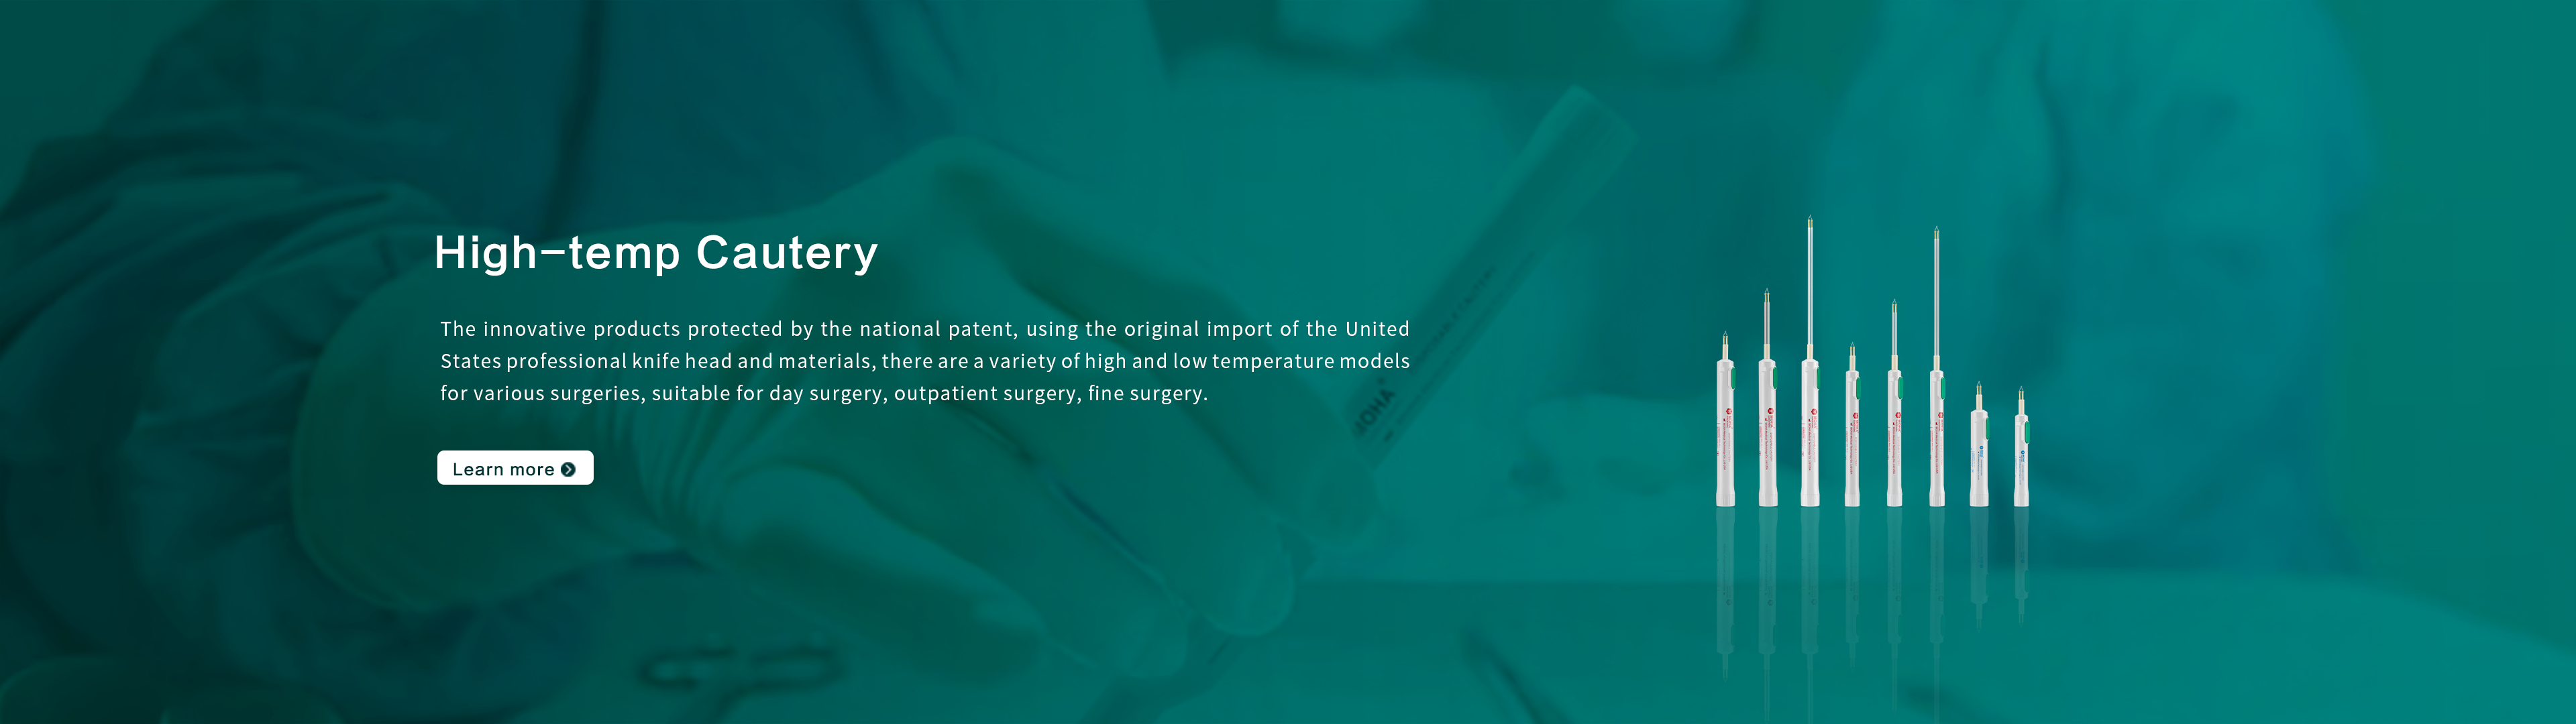 High-temp Cautery
The innovative products protected by the national patent, using the original import of the United
States professional knife head and materials, there are a variety of high and low temperature models
for various surgeries, suitable for day surgery, outpatient surgery, fine surgery.
Learn more